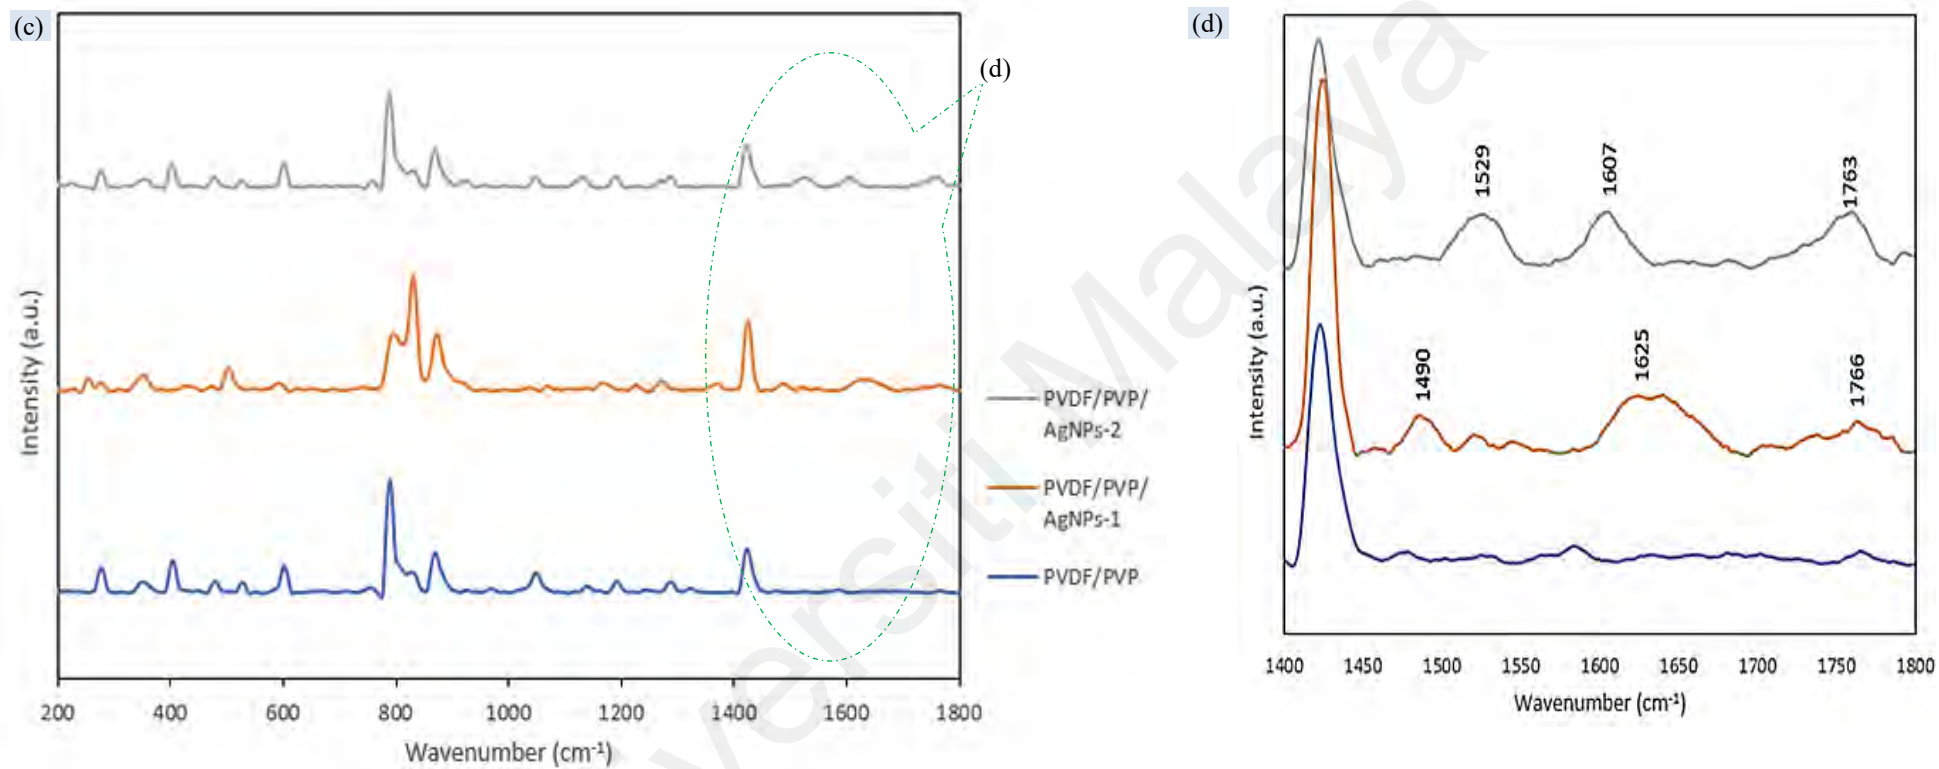 (c)
(d)
Intensity (a.u.)
PVDF/PVP/
AgNPs-2
PVDF/PVP/
AgNPs-1
PVDF/PVP
200 400 600 800 1000 1200 1400 1600 1800
Wavenumber (cm⁻¹)
(d)
1529
1607
1763
1490
1625
1766
Intensity (a.u.)
1400 1450 1500 1550 1600 1650 1700 1750 1800
Wavenumber (cm⁻¹)
versiti Malaya